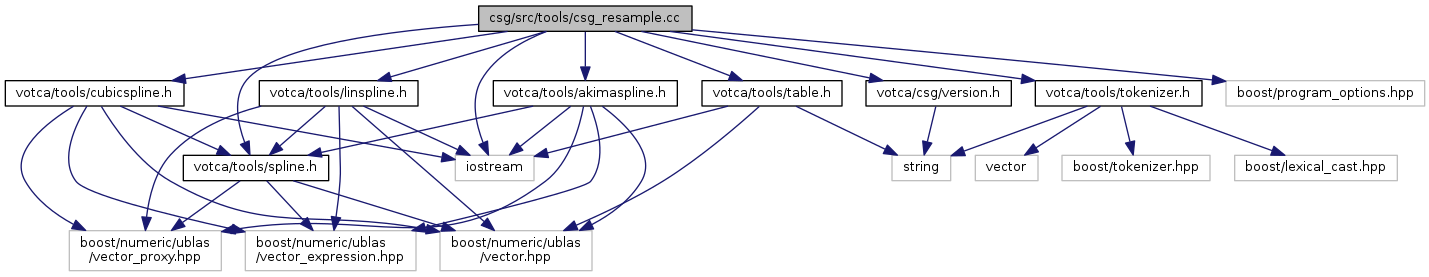 csg/src/tools/csg_resample.cc
votca/tools/cubicspline.h
votca/tools/linspline.h
votca/tools/akimaspline.h
votca/tools/table.h
votca/csg/version.h
votca/tools/tokenizer.h
boost/program_options.hpp
votca/tools/spline.h
iostream
string
vector
boost/tokenizer.hpp
boost/lexical_cast.hpp
boost/numeric/ublas
/vector_proxy.hpp
boost/numeric/ublas
/vector_expression.hpp
boost/numeric/ublas
/vector.hpp